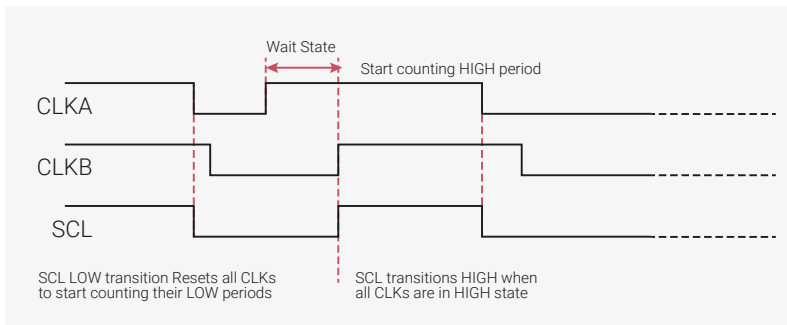 Wait State
Start counting HIGH period
CLKA
CLKB
SCL
SCL LOW transition Resets all CLKs
to start counting their LOW periods
SCL transitions HIGH when
all CLKs are in HIGH state